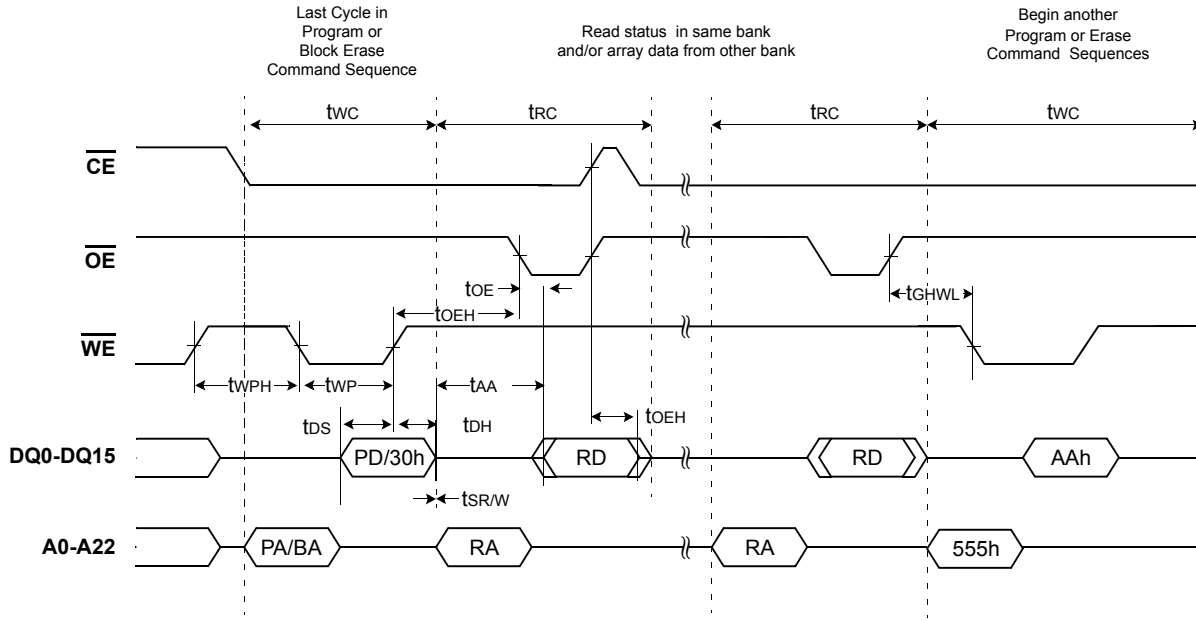 Last Cycle in
Program or
Block Erase
Command Sequence
Read status in same bank
and/or array data from other bank
Begin another
Program or Erase
Command Sequences
tWC
tRC
tRC
tWC
CE
OE
tOE
tGHWL
tOEH
WE
tWPH
tWP
tAA
tOEH
tDS
tDH
DQ0-DQ15
PD/30h
RD
RD
AAh
tSR/W
A0-A22
PA/BA
RA
RA
555h